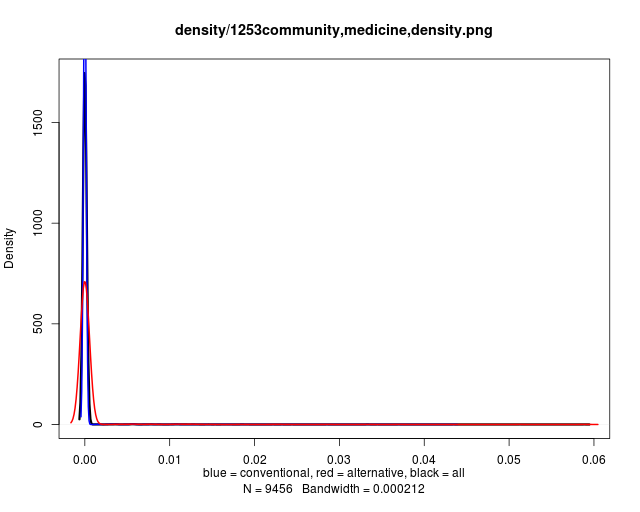 density/1253community,medicine,density.png
Density
1500
1000
500
0
0.00 0.01 0.02 0.03 0.04 0.05 0.06
blue = conventional, red = alternative, black = all
N = 9456 Bandwidth = 0.000212